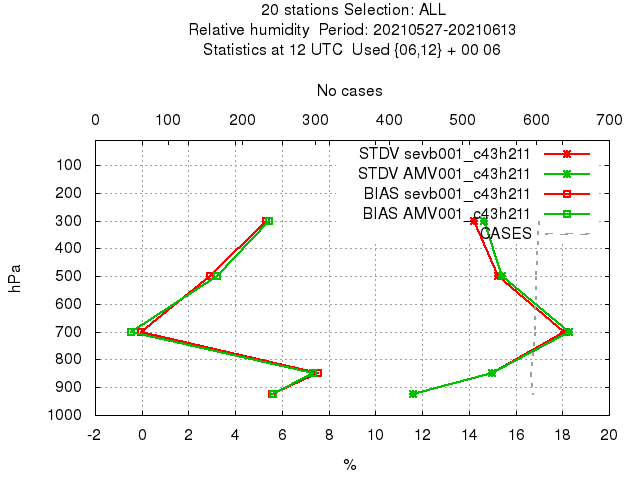 20 stations Selection: ALL
Relative humidity Period: 20210527-20210613
Statistics at 12 UTC Used {06,12} + 00 06
No cases
0 100 200 300 400 500 600 700
STDV sevb001_c43h211
STDV AMV001_c43h211
BIAS sevb001_c43h211
BIAS AMV001_c43h211
CASES
hPa
100
200
300
400
500
600
700
800
900
1000
-2 0 2 4 6 8 10 12 14 16 18 20
%